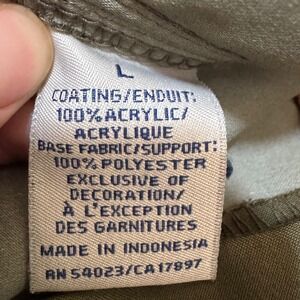 L
COATING/ENDUIT:
100% ACRYLIC/
ACRYLIQUE
BASE FABRIC/SUPPORT:
100% POLYESTER
EXCLUSIVE OF
DECORATION/
À L'EXCEPTION
DES GARNITURES
MADE IN INDONESIA
RN 54023/CA17897